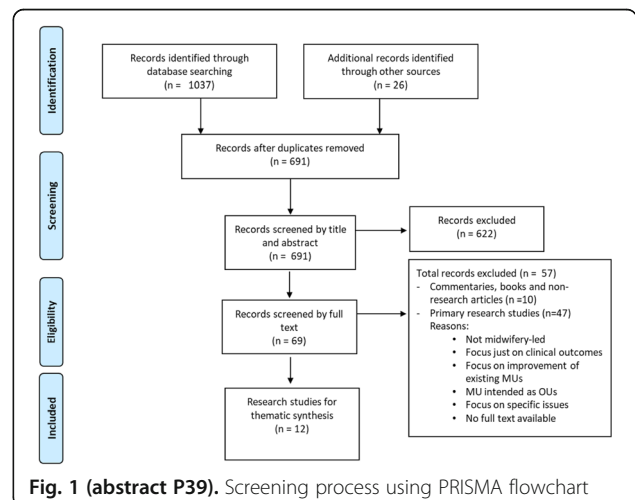 Identification
Records identified through
database searching
(n = 1037)
Additional records identified
through other sources
(n = 26)
Records after duplicates removed
(n = 691)
Screening
Records screened by title
and abstract
(n = 691)
Records excluded
(n = 622)
Eligibility
Records screened by full
text
(n = 69)
Total records excluded (n = 57)
- Commentaries, books and non-
research articles (n =10)
- Primary research studies (n=47)
Reasons:
• Not midwifery-led
• Focus just on clinical outcomes
• Focus on improvement of
existing MUs
• MU intended as OUs
• Focus on specific issues
• No full text available
Included
Research studies for
thematic synthesis
n = 12)
Fig. 1 (abstract P39). Screening process using PRISMA flowchart